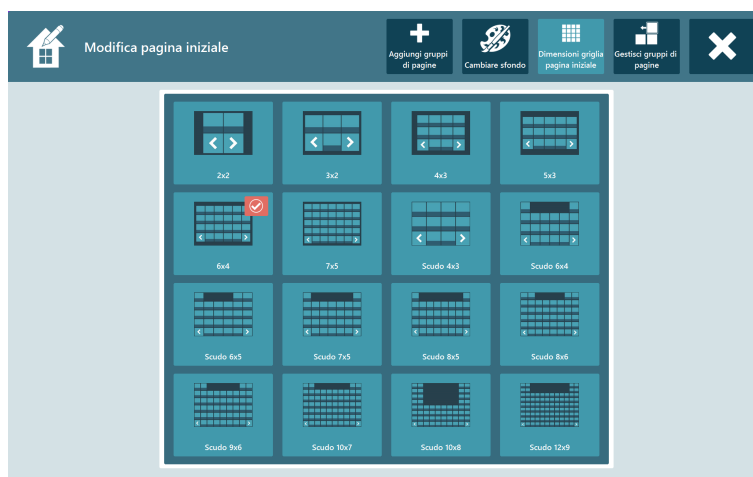 Modifica pagina iniziale
Aggiungi gruppi
di pagine
Cambiare sfondo
Dimensioni griglia
pagina iniziale
Gestisci gruppi di
pagine
2x2
3x2
4x3
5x3
6x4
7x5
Scudo 4x3
Scudo 6x4
Scudo 6x5
Scudo 7x5
Scudo 8x5
Scudo 8x6
Scudo 9x6
Scudo 10x7
Scudo 10x8
Scudo 12x9